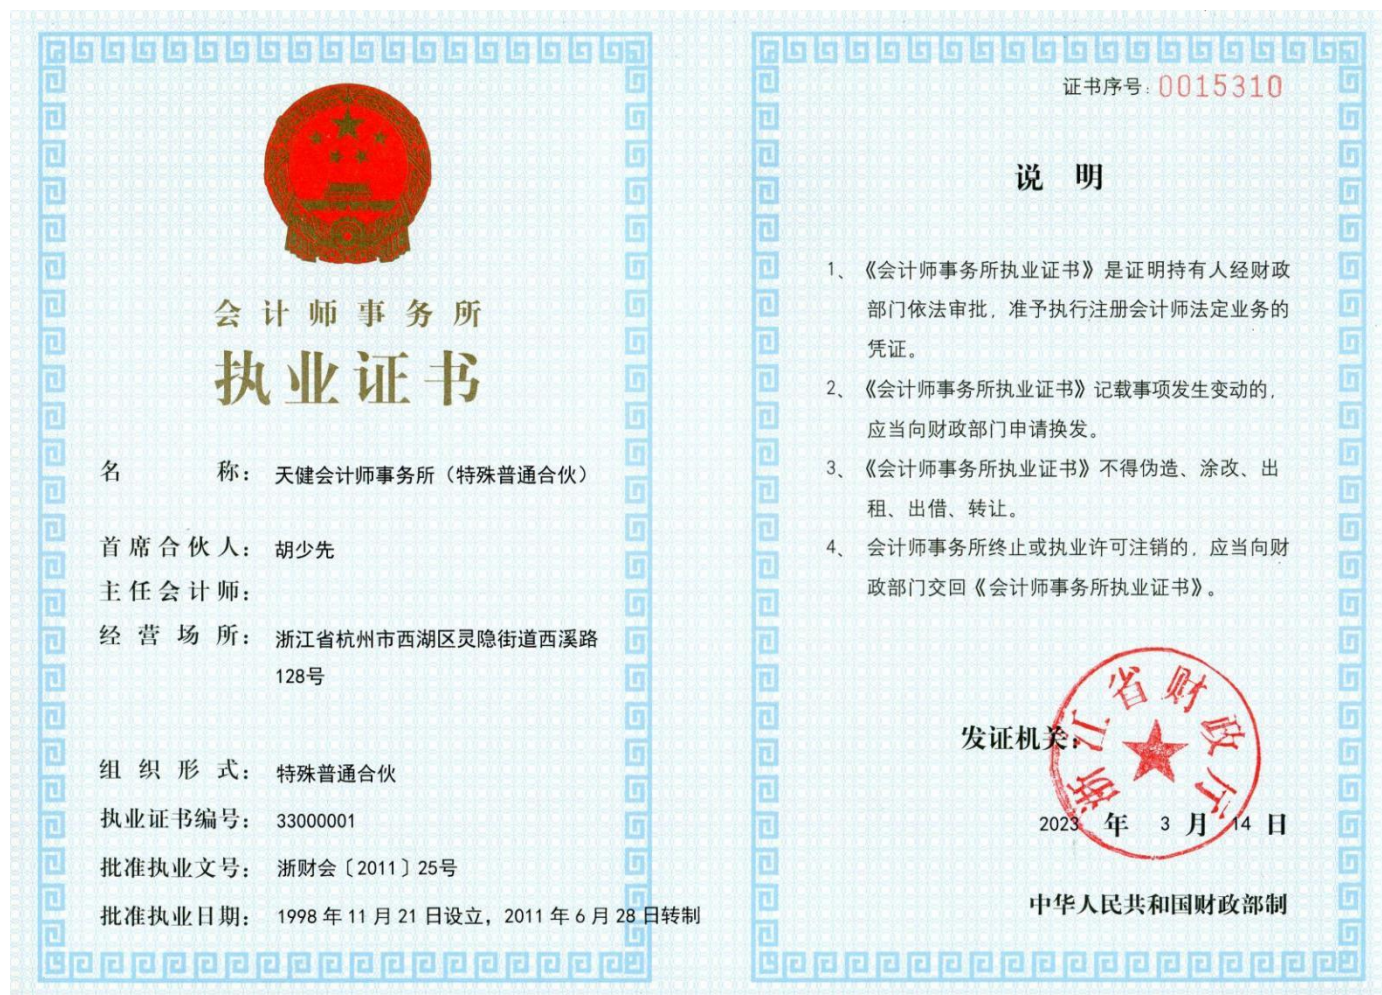 会计师事务所
执业证书
名称：天健会计师事务所（特殊普通合伙）
首席合伙人：胡少先
主任会计师：
经营场所：浙江省杭州市西湖区灵隐街道西溪路
128号
组织形式：特殊普通合伙
执业证书编号：33000001
批准执业文号：浙财会〔2011〕25号
批准执业日期：1998年11月21日设立，2011年6月28日转制
证书序号：0015310
说明
1、《会计师事务所执业证书》是证明持有人经财政
部门依法审批，准予执行注册会计师法定业务的
凭证。
2、《会计师事务所执业证书》记载事项发生变动的，
应当向财政部门申请换发。
3、《会计师事务所执业证书》不得伪造、涂改、出
租、出借、转让。
4、会计师事务所终止或执业许可注销的，应当向财
政部门交回《会计师事务所执业证书》。
发证机关：
浙江省财政厅
2023年3月14日
中华人民共和国财政部制